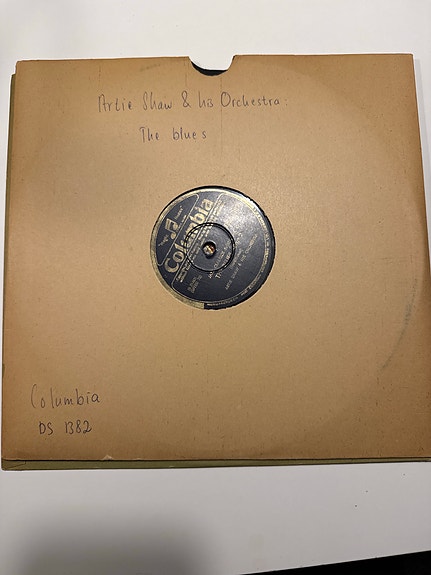 Artie Shaw & his Orchestra.
The blues
Columbia
Columbia
DS 1382